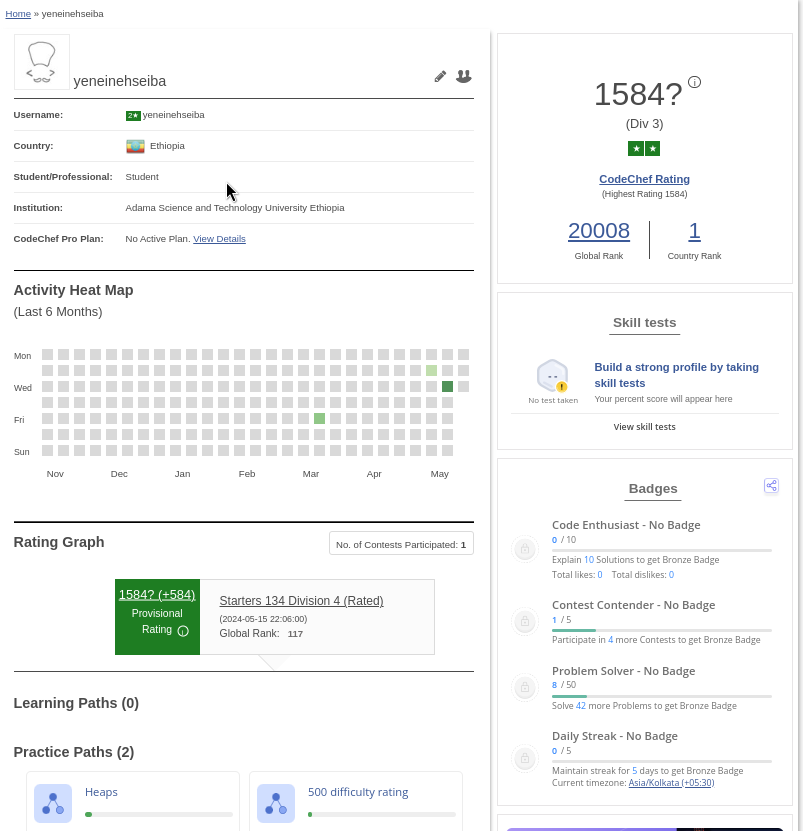 Home » yeneinehseiba
yeneinehseiba
Username: 2★ yeneinehseiba
Country: Ethiopia
Student/Professional: Student
Institution: Adama Science and Technology University Ethiopia
CodeChef Pro Plan: No Active Plan. View Details
Activity Heat Map
(Last 6 Months)
Mon
Wed
Fri
Sun
Nov Dec Jan Feb Mar Apr May
Rating Graph
No. of Contests Participated: 1
1584? (+584)
Provisional
Rating i
Starters 134 Division 4 (Rated)
(2024-05-15 22:06:00)
Global Rank: 117
Learning Paths (0)
Practice Paths (2)
Heaps
500 difficulty rating
1584? i
(Div 3)
★ ★
CodeChef Rating
(Highest Rating 1584)
20008 1
Global Rank Country Rank
Skill tests
No test taken
Build a strong profile by taking
skill tests
Your percent score will appear here
View skill tests
Badges
Code Enthusiast - No Badge
0 / 10
Explain 10 Solutions to get Bronze Badge
Total likes: 0 Total dislikes: 0
Contest Contender - No Badge
1 / 5
Participate in 4 more Contests to get Bronze Badge
Problem Solver - No Badge
8 / 50
Solve 42 more Problems to get Bronze Badge
Daily Streak - No Badge
0 / 5
Maintain streak for 5 days to get Bronze Badge
Current timezone: Asia/Kolkata (+05:30)